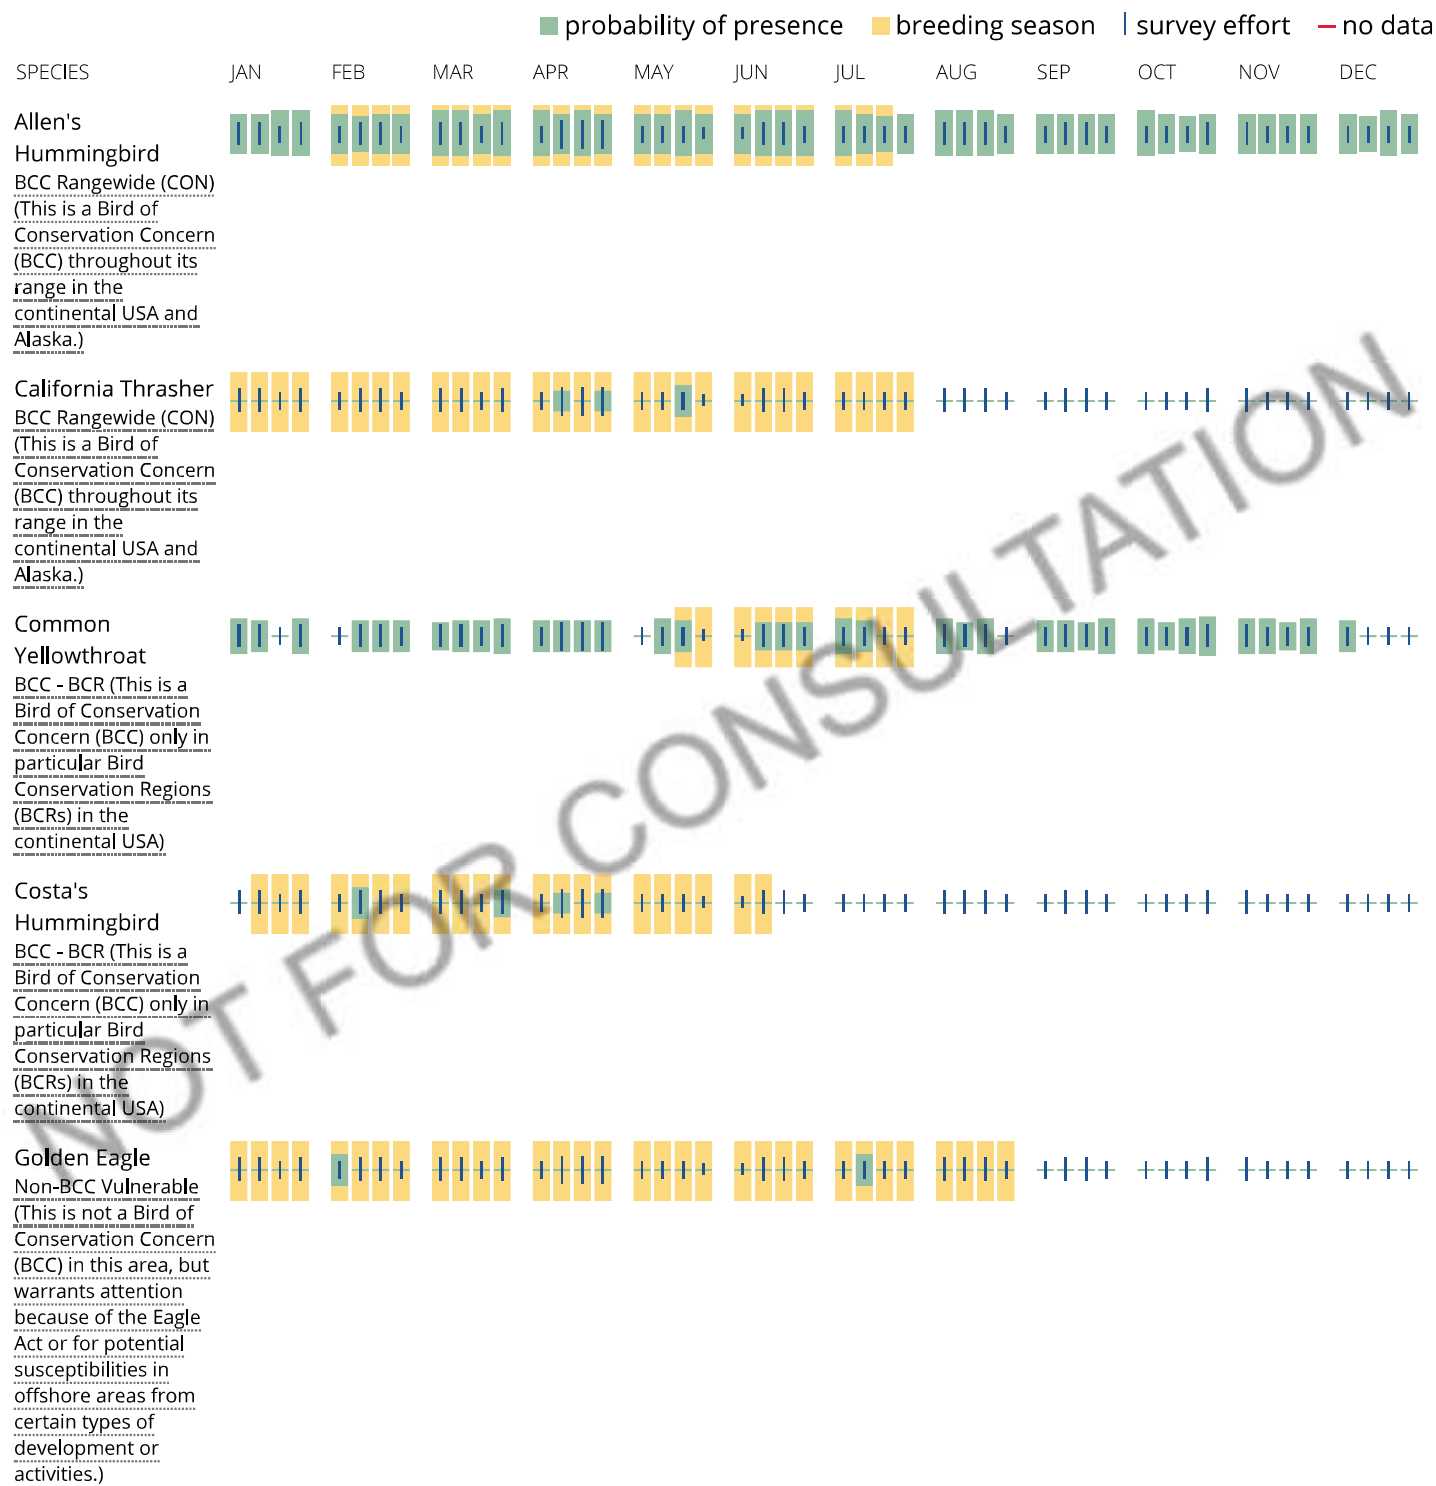 probability of presence breeding season survey effort no data
SPECIES JAN FEB MAR APR MAY JUN JUL AUG SEP OCT NOV DEC
Allen's
Hummingbird
BCC Rangewide (CON)
(This is a Bird of
Conservation Concern
(BCC) throughout its
range in the
continental USA and
Alaska.)
California Thrasher
BCC Rangewide (CON)
(This is a Bird of
Conservation Concern
(BCC) throughout its
range in the
continental USA and
Alaska.)
Common
Yellowthroat
BCC - BCR (This is a
Bird of Conservation
Concern (BCC) only in
particular Bird
Conservation Regions
(BCRs) in the
continental USA)
Costa's
Hummingbird
BCC - BCR (This is a
Bird of Conservation
Concern (BCC) only in
particular Bird
Conservation Regions
(BCRs) in the
continental USA)
Golden Eagle
Non-BCC Vulnerable
(This is not a Bird of
Conservation Concern
(BCC) in this area, but
warrants attention
because of the Eagle
Act or for potential
susceptibilities in
offshore areas from
certain types of
development or
activities.)
NOT FOR CONSULTATION